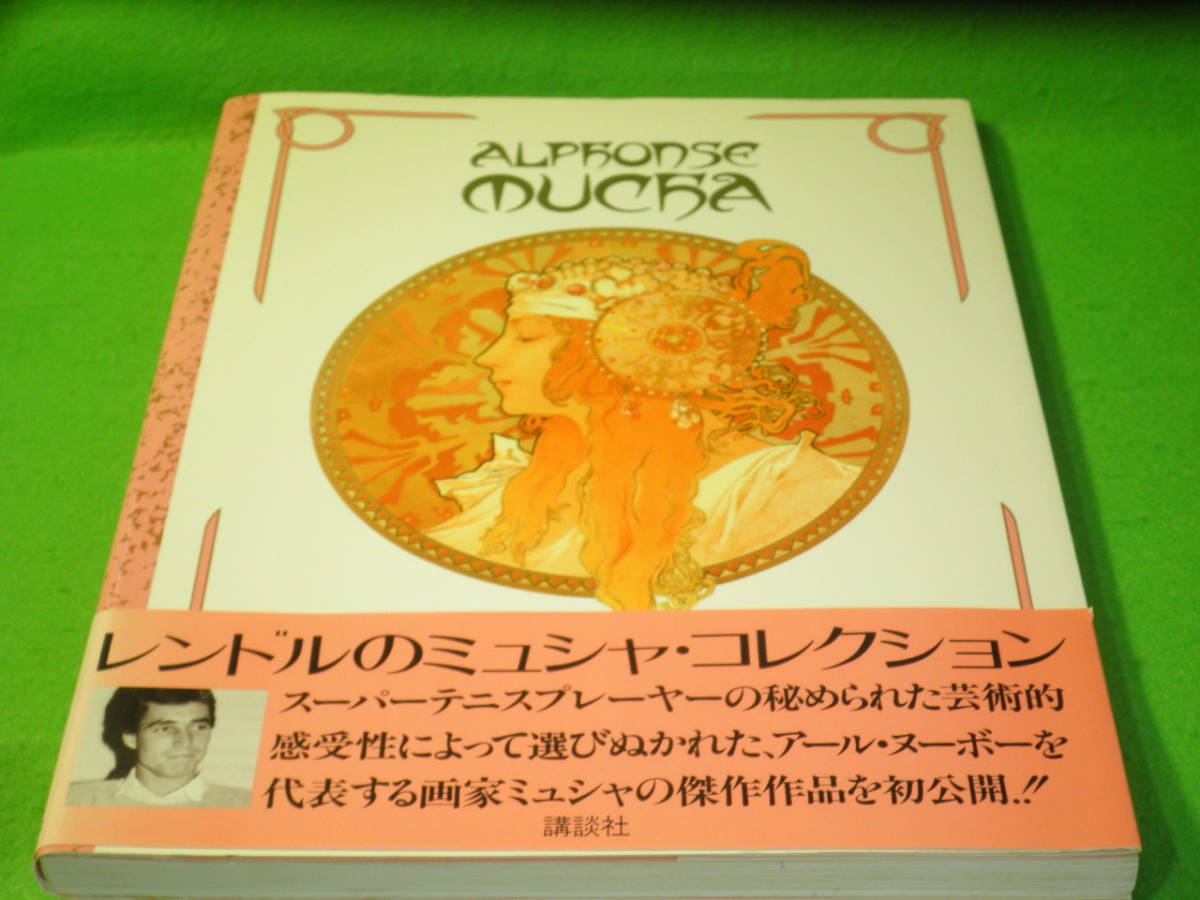 ALPHONSE
MUCHA
レンドルのミュシャ・コレクション
スーパーテニスプレーヤーの秘められた芸術的
感受性によって選びぬかれた、アール・ヌーボーを
代表する画家ミュシャの傑作作品を初公開.!!
講談社